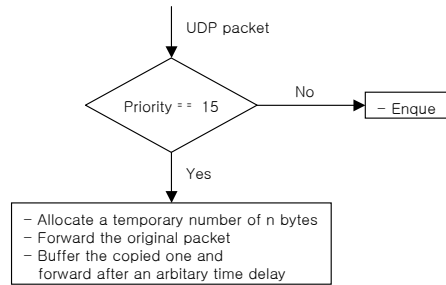 UDP packet
Priority == 15
No
- Enque
Yes
- Allocate a temporary number of n bytes
- Forward the original packet
- Buffer the copied one and
forward after an arbitary time delay